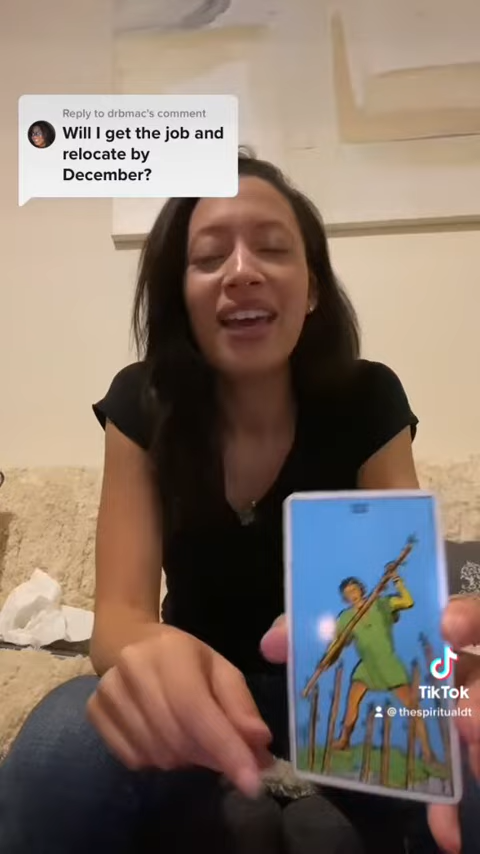 Reply to drbmac's comment
Will I get the job and
relocate by
December?
TikTok
@thespiritualdt